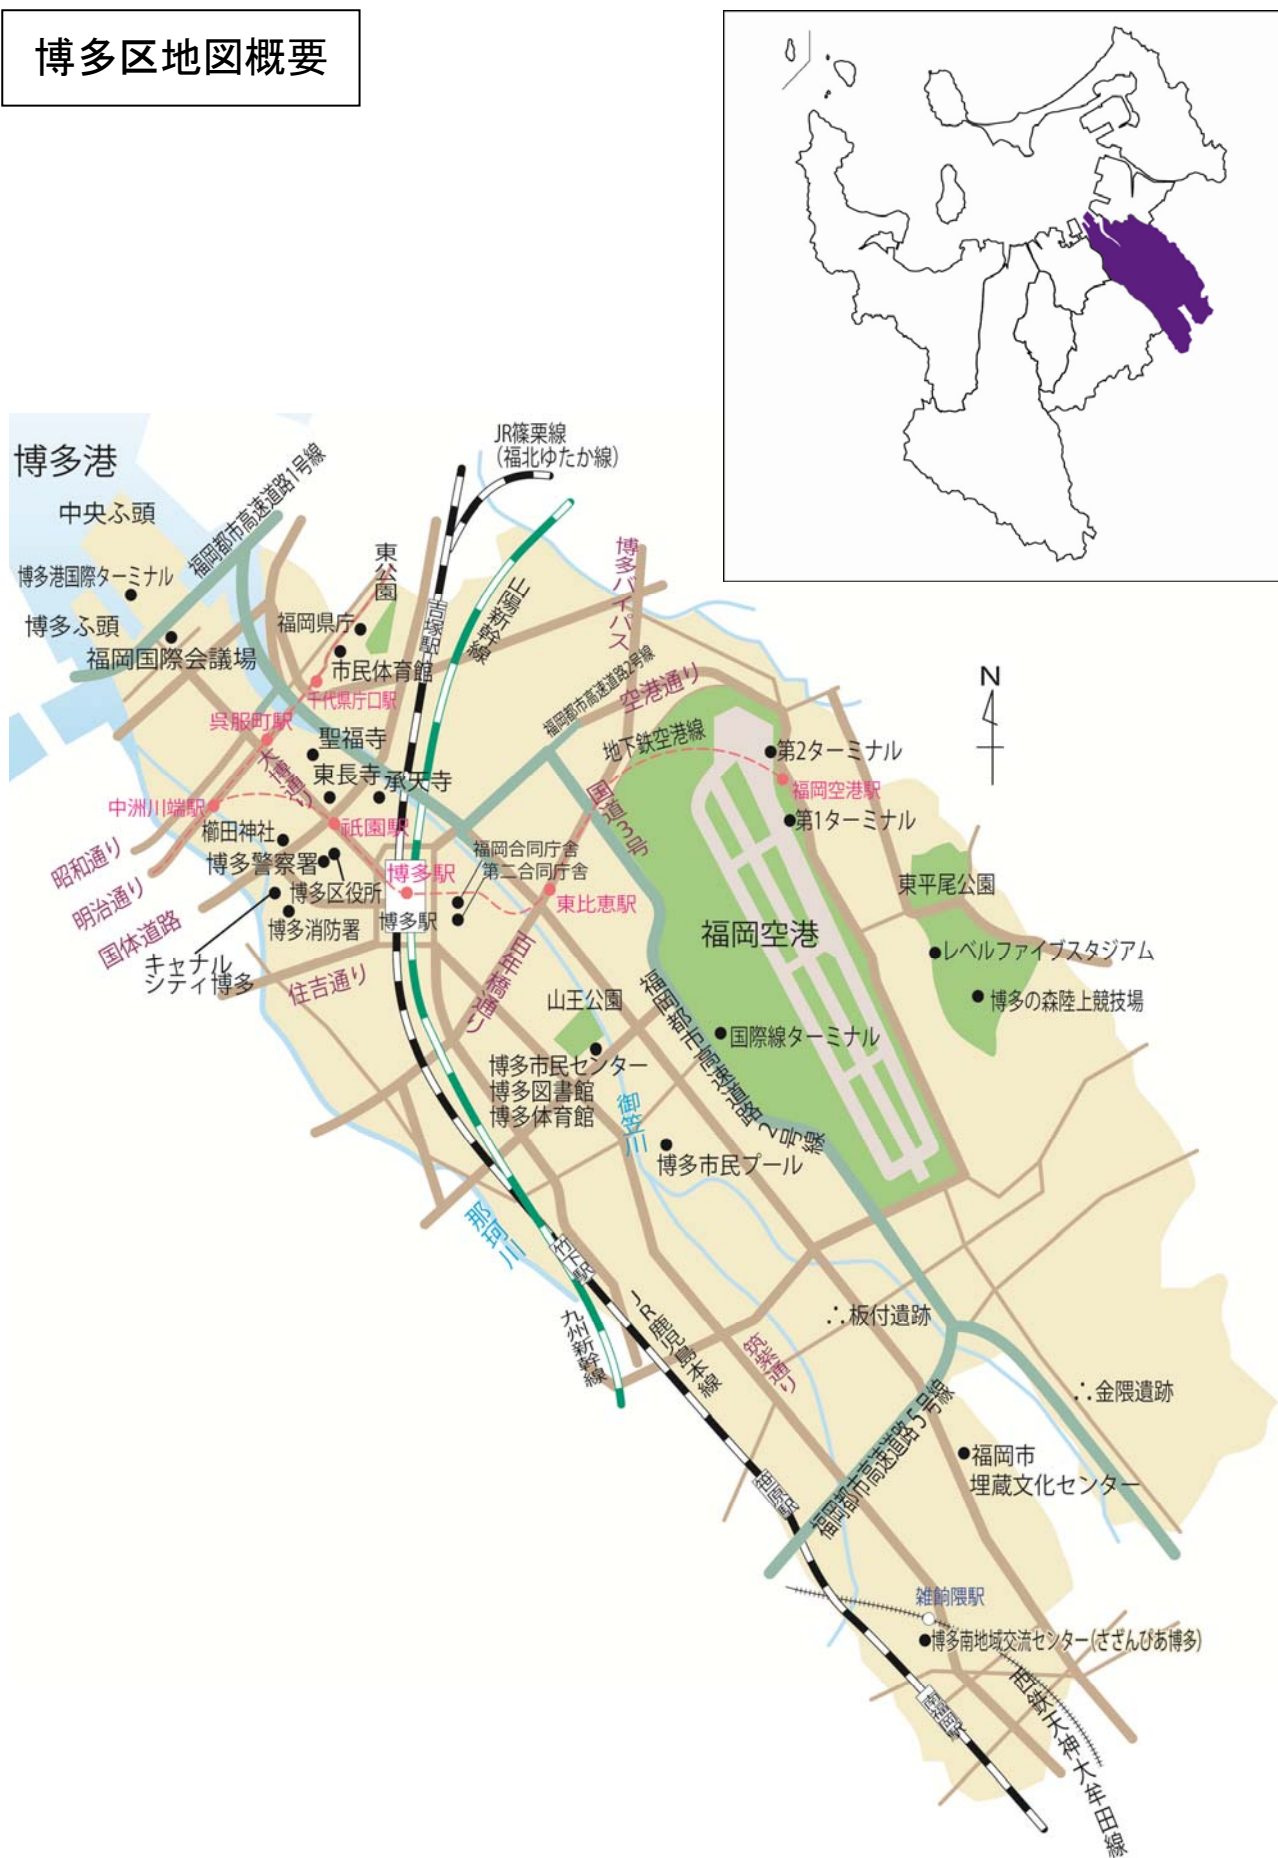 博多区地図概要
JR篠栗線
(福北ゆたか線)
博多港
中央ふ頭
福岡都市高速道路1号線
博多港国際ターミナル
博多ふ頭
福岡国際会議場
東公園
福岡県庁
市民体育館
千代県庁口駅
吉塚駅
山陽新幹線
博多バイパス
福岡都市高速道路2号線
空港通り
地下鉄空港線
N
呉服町駅
聖福寺
大博通り
東長寺
承天寺
国道3号
第2ターミナル
福岡空港駅
第1ターミナル
中洲川端駅
祇園駅
櫛田神社
博多警察署
博多区役所
博多消防署
昭和通り
明治通り
国体道路
キャナル
シティ博多
住吉通り
博多駅
博多駅
福岡合同庁舎
第二合同庁舎
東比恵駅
百年橋通り
福岡空港
東平尾公園
レベルファイブスタジアム
博多の森陸上競技場
山王公園
福岡都市高速道路2号線
国際線ターミナル
博多市民センター
博多図書館
博多体育館
御笠川
博多市民プール
那珂川
竹下駅
九州新幹線
JR鹿児島本線
筑紫通り
∴板付遺跡
∴金隈遺跡
福岡都市高速道路5号線
福岡市
埋蔵文化センター
笹原駅
雑餉隈駅
博多南地域交流センター(さざんぴあ博多)
南福岡駅
西鉄天神大牟田線